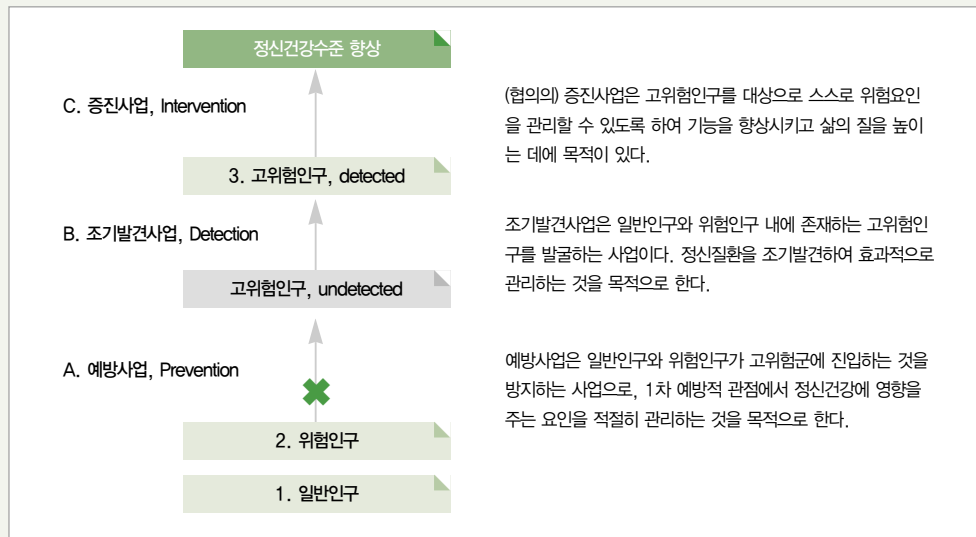 정신건강수준 향상
C. 증진사업, Intervention
(협의의) 증진사업은 고위험인구를 대상으로 스스로 위험요인
을 관리할 수 있도록 하여 기능을 향상시키고 삶의 질을 높이
는 데에 목적이 있다.
3. 고위험인구, detected
B. 조기발견사업, Detection
조기발견사업은 일반인구와 위험인구 내에 존재하는 고위험인
구를 발굴하는 사업이다. 정신질환을 조기발견하여 효과적으로
관리하는 것을 목적으로 한다.
고위험인구, undetected
A. 예방사업, Prevention
예방사업은 일반인구와 위험인구가 고위험군에 진입하는 것을
방지하는 사업으로, 1차 예방적 관점에서 정신건강에 영향을
주는 요인을 적절히 관리하는 것을 목적으로 한다.
2. 위험인구
1. 일반인구